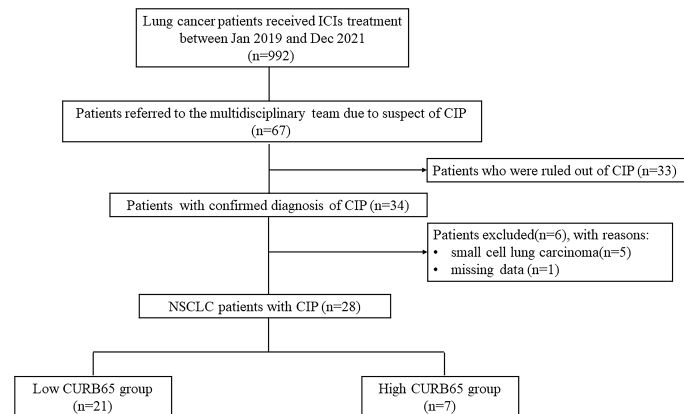 Lung cancer patients received ICIs treatment
between Jan 2019 and Dec 2021
(n=992)
Patients referred to the multidisciplinary team due to suspect of CIP
(n=67)
Patients who were ruled out of CIP (n=33)
Patients with confirmed diagnosis of CIP (n=34)
Patients excluded(n=6), with reasons:
• small cell lung carcinoma(n=5)
• missing data (n=1)
NSCLC patients with CIP (n=28)
Low CURB65 group
(n=21)
High CURB65 group
(n=7)